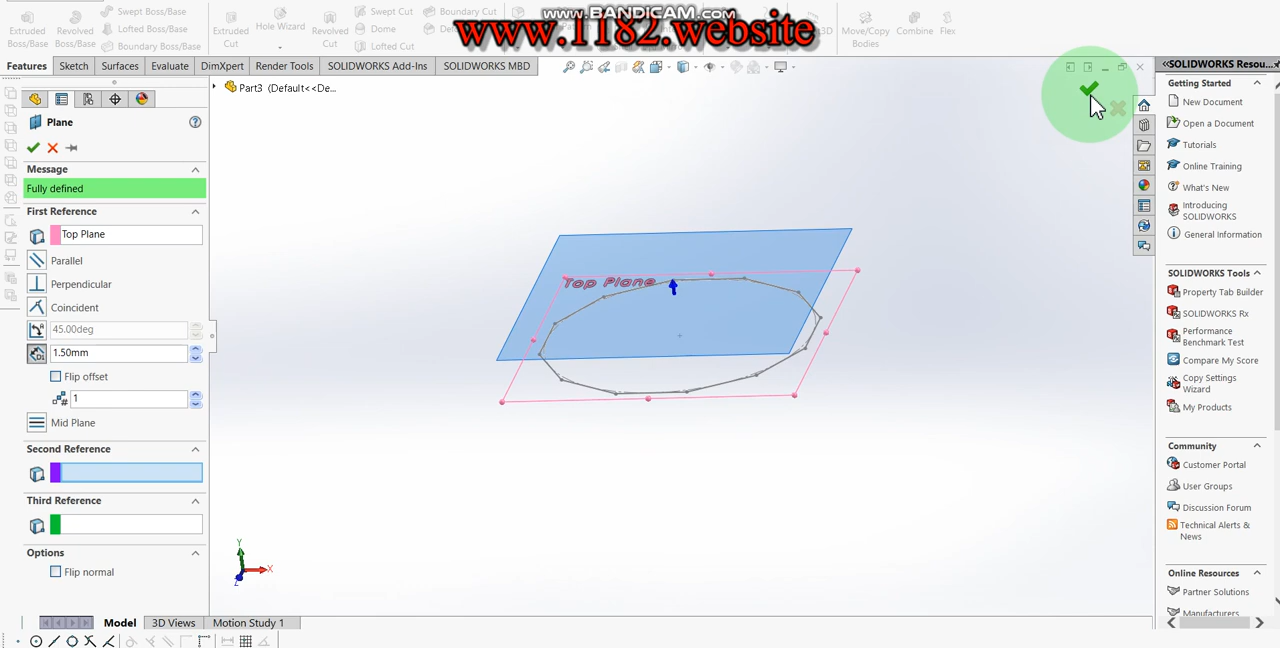 www.BANDICAM.com
www.1182.website
Extruded Boss/Base
Revolved Boss/Base
Swept Boss/Base
Lofted Boss/Base
Boundary Boss/Base
Extruded Cut
Hole Wizard
Revolved Cut
Swept Cut
Dome
Lofted Cut
Boundary Cut
Move/Copy Bodies
Combine
Flex
Features
Sketch
Surfaces
Evaluate
DimXpert
Render Tools
SOLIDWORKS Add-Ins
SOLIDWORKS MBD
Part3 (Default<<De...
Plane
Message
Fully defined
First Reference
Top Plane
Parallel
Perpendicular
Coincident
45.00deg
1.50mm
Flip offset
1
Mid Plane
Second Reference
Third Reference
Options
Flip normal
Top Plane
Y
X
Z
Model
3D Views
Motion Study 1
SOLIDWORKS Resou...
Getting Started
New Document
Open a Document
Tutorials
Online Training
What's New
Introducing
SOLIDWORKS
General Information
SOLIDWORKS Tools
Property Tab Builder
SOLIDWORKS Rx
Performance
Benchmark Test
Compare My Score
Copy Settings
Wizard
My Products
Community
Customer Portal
User Groups
Discussion Forum
Technical Alerts &
News
Online Resources
Partner Solutions
Manufacturers